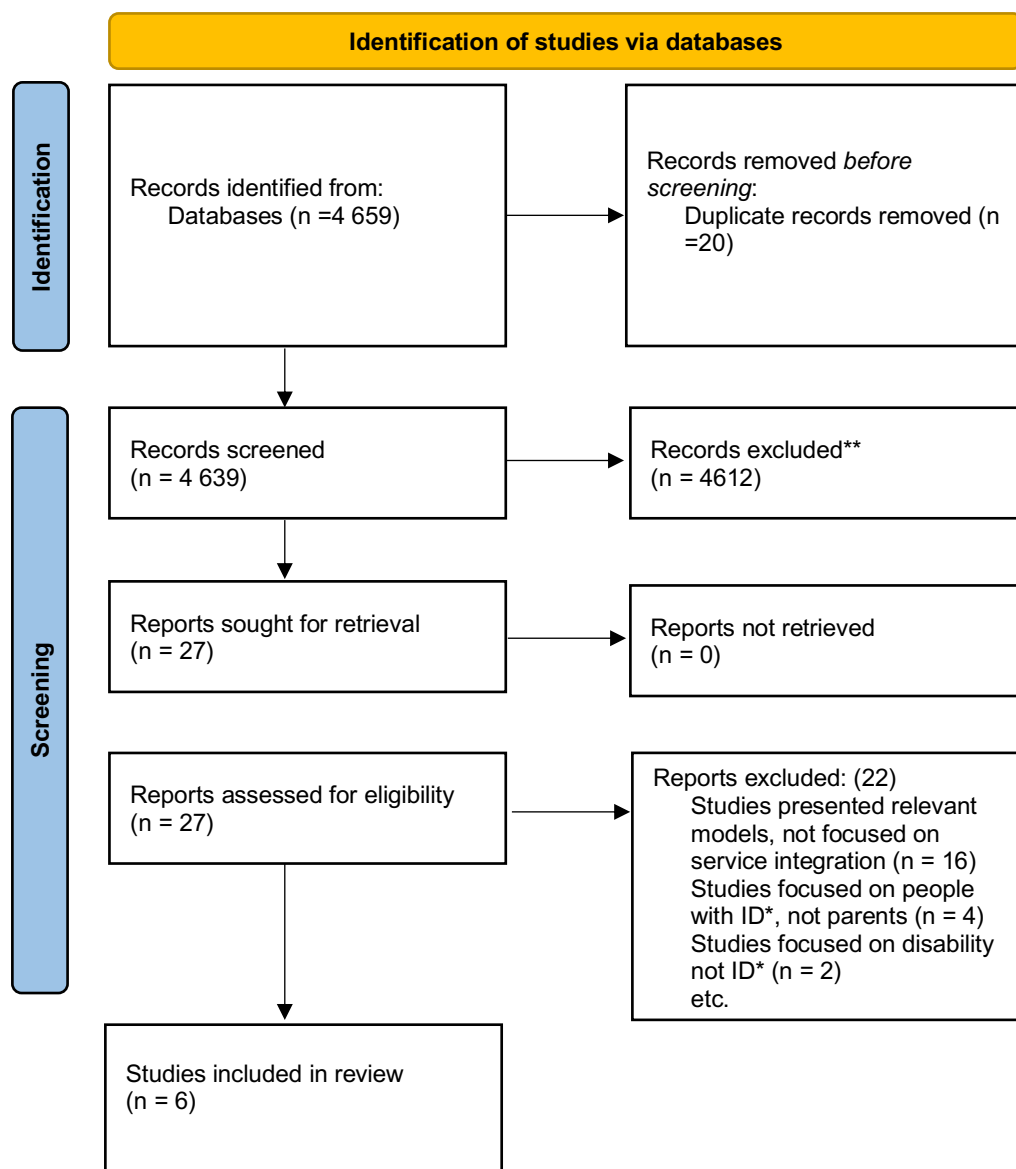 Identification of studies via databases
Identification
Records identified from:
Databases (n =4 659)
Records removed before
screening:
Duplicate records removed (n
=20)
Screening
Records screened
(n = 4 639)
Records excluded**
(n = 4612)
Reports sought for retrieval
(n = 27)
Reports not retrieved
(n = 0)
Reports assessed for eligibility
(n = 27)
Reports excluded: (22)
Studies presented relevant
models, not focused on
service integration (n = 16)
Studies focused on people
with ID*, not parents (n = 4)
Studies focused on disability
not ID* (n = 2)
etc.
Studies included in review
(n = 6)